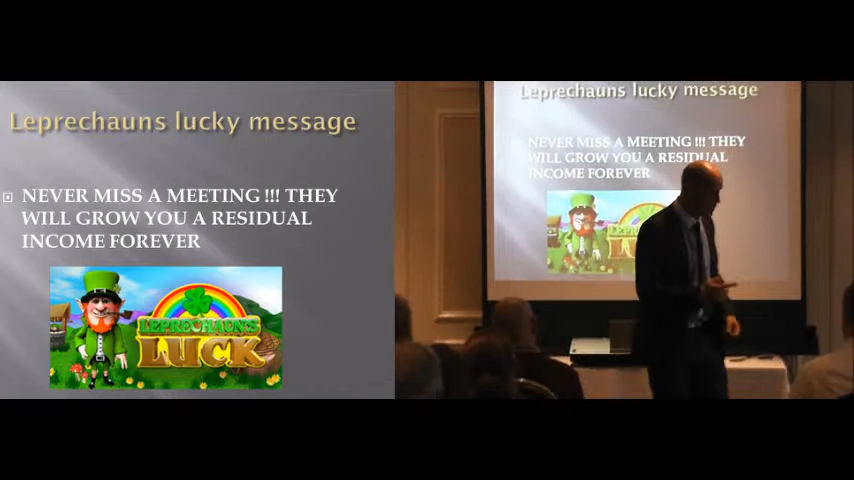 Leprechauns lucky message
NEVER MISS A MEETING !!! THEY
WILL GROW YOU A RESIDUAL
INCOME FOREVER
LEPRECHAUN'S
LUCK
Leprechauns lucky message
NEVER MISS A MEETING !!! THEY
WILL GROW YOU A RESIDUAL
INCOME FOREVER